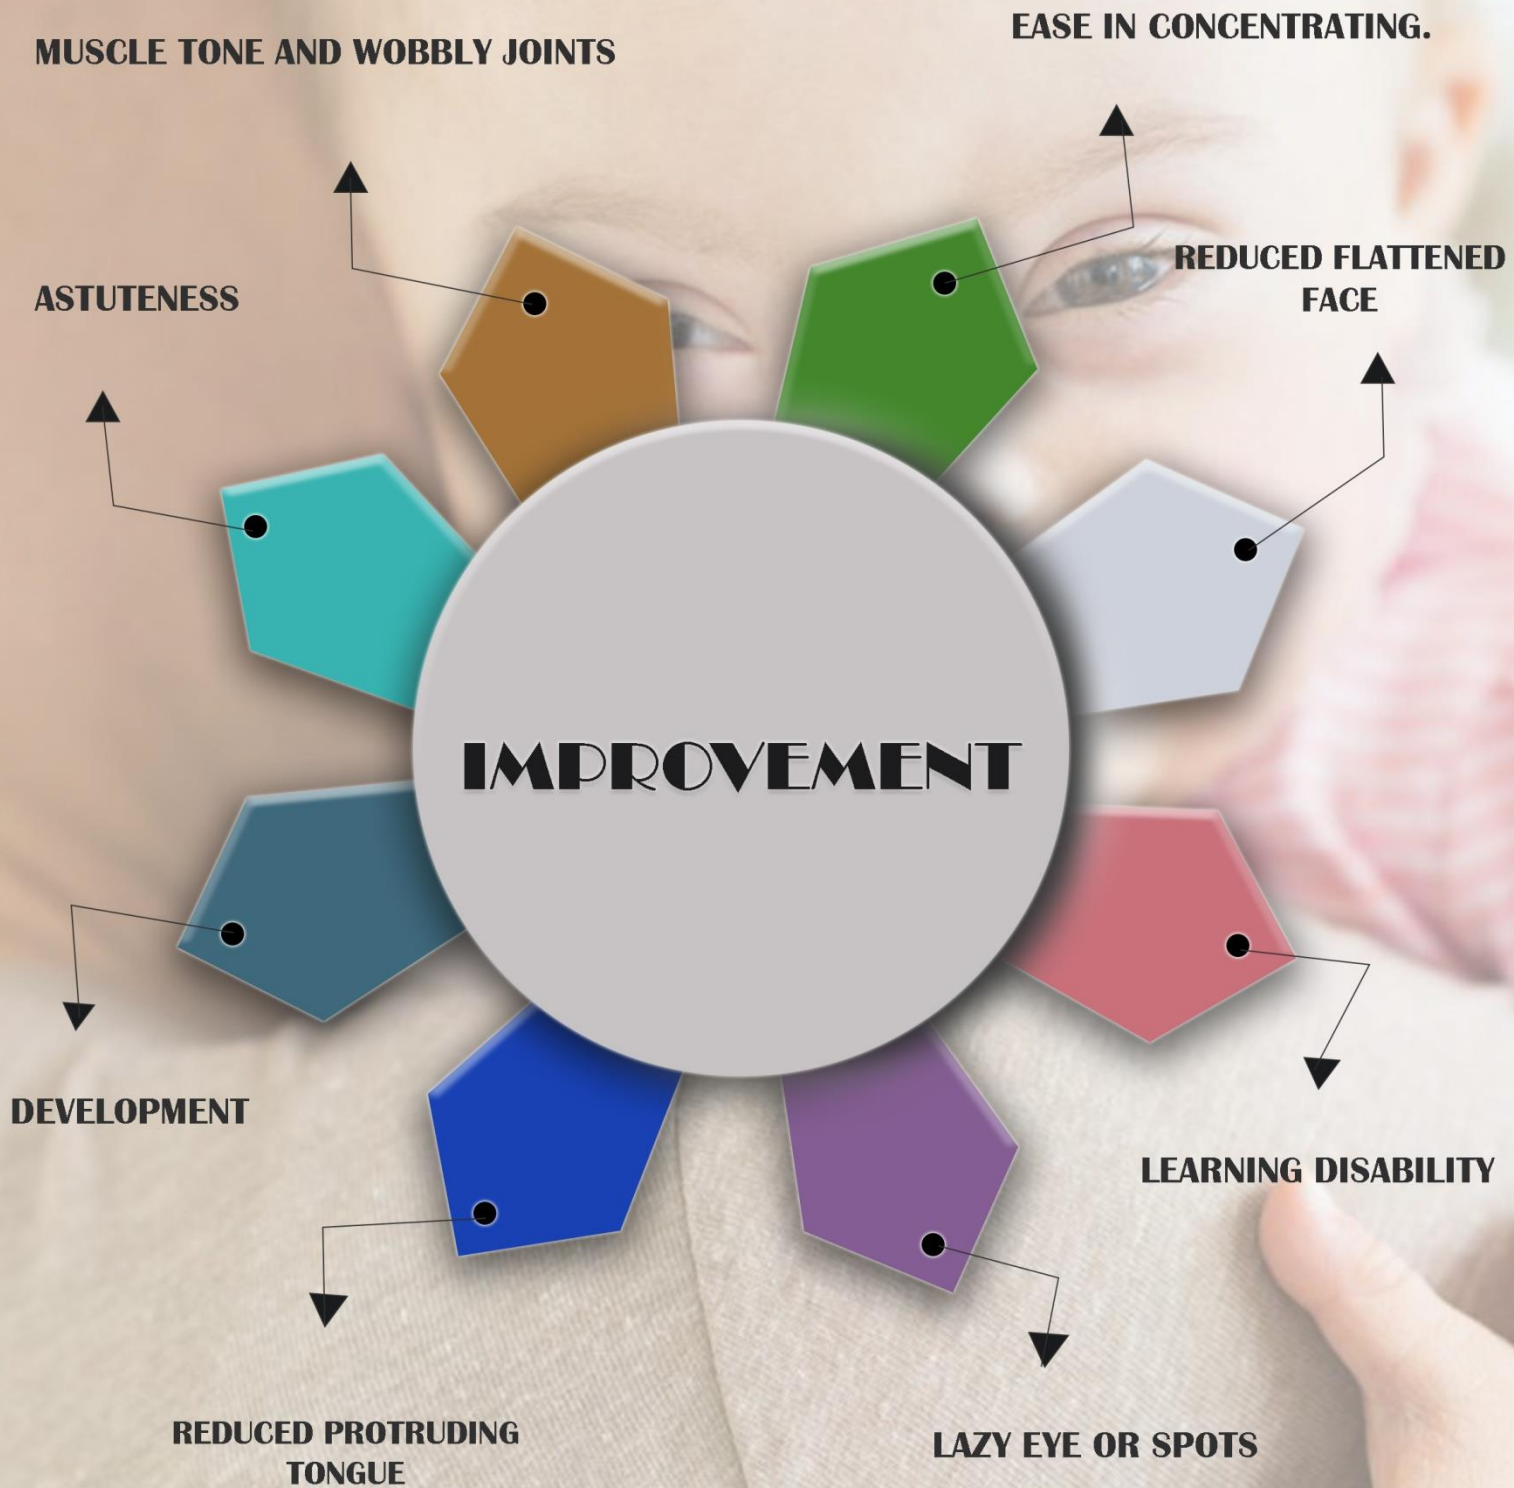 EASE IN CONCENTRATING.
MUSCLE TONE AND WOBBLY JOINTS
REDUCED FLATTENED
FACE
ASTUTENESS
IMPROVEMENT
DEVELOPMENT
LEARNING DISABILITY
REDUCED PROTRUDING
TONGUE
LAZY EYE OR SPOTS